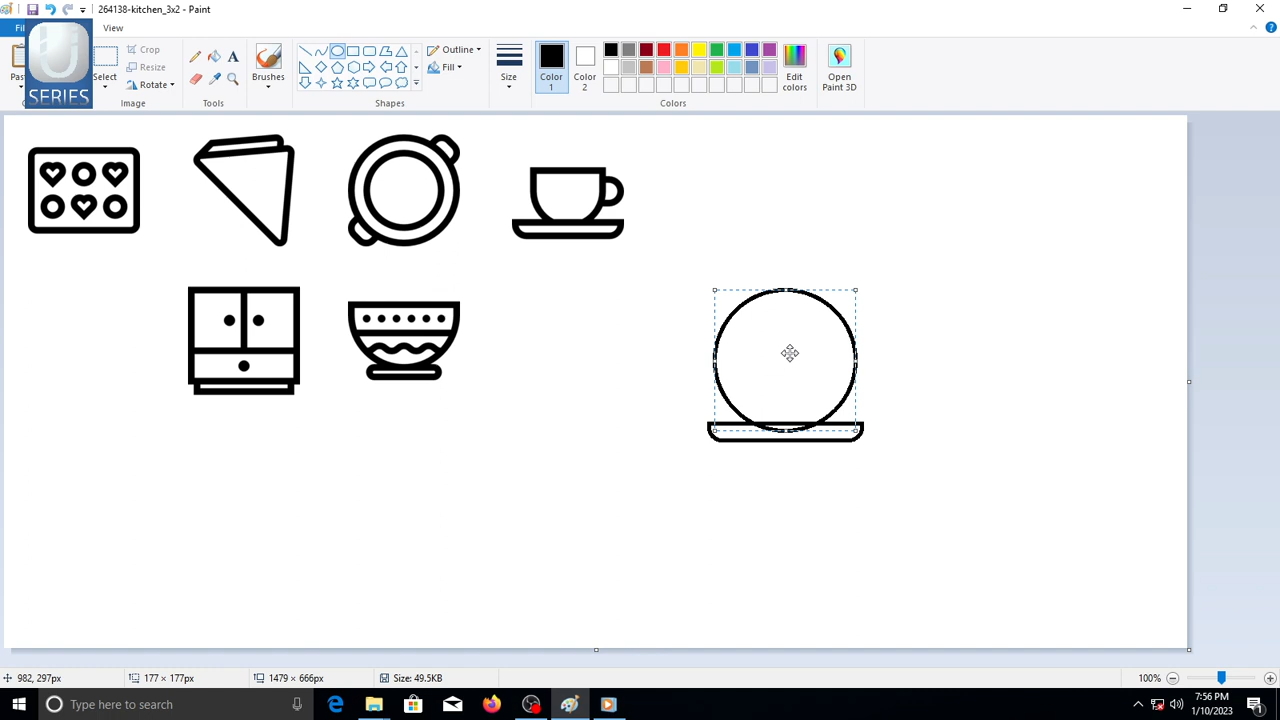 264138-kitchen_3x2 - Paint
View
Crop
Resize
Rotate
Select
Brushes
Outline
Fill
Size
Color
1
Color
2
Edit
colors
Open
Paint 3D
Image
Tools
Shapes
Colors
U
SERIES
982, 297px
177 × 177px
1479 × 666px
Size: 49.5KB
100%
Type here to search
7:56 PM
1/10/2023